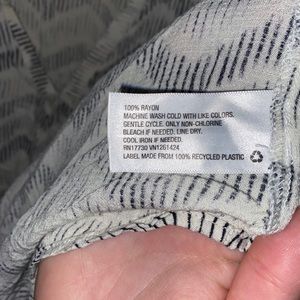 100% RAYON
MACHINE WASH COLD WITH LIKE COLORS.
GENTLE CYCLE. ONLY NON-CHLORINE
BLEACH IF NEEDED. LINE DRY.
COOL IRON IF NEEDED.
RN17730 VN1261424
LABEL MADE FROM 100% RECYCLED PLASTIC